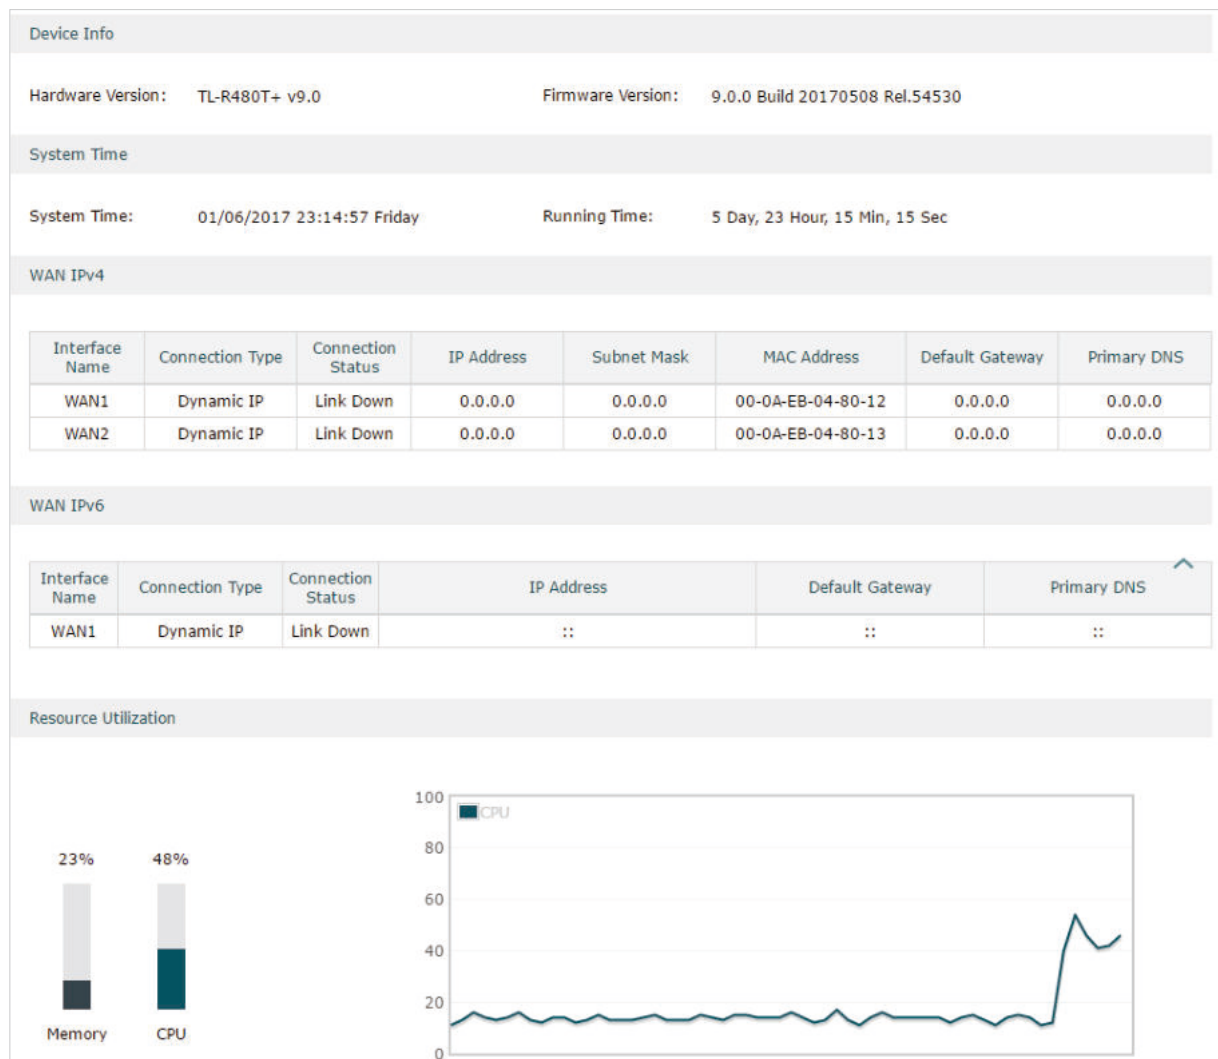 Device Info
Hardware Version: TL-R480T+ v9.0 Firmware Version: 9.0.0 Build 20170508 Rel.54530
System Time
System Time: 01/06/2017 23:14:57 Friday Running Time: 5 Day, 23 Hour, 15 Min, 15 Sec
WAN IPv4
Interface Name Connection Type Connection Status IP Address Subnet Mask MAC Address Default Gateway Primary DNS
WAN1 Dynamic IP Link Down 0.0.0.0 0.0.0.0 00-0A-EB-04-80-12 0.0.0.0 0.0.0.0
WAN2 Dynamic IP Link Down 0.0.0.0 0.0.0.0 00-0A-EB-04-80-13 0.0.0.0 0.0.0.0
WAN IPv6
Interface Name Connection Type Connection Status IP Address Default Gateway Primary DNS
WAN1 Dynamic IP Link Down :: :: ::
Resource Utilization
23% 48%
Memory CPU
CPU
100
80
60
40
20
0